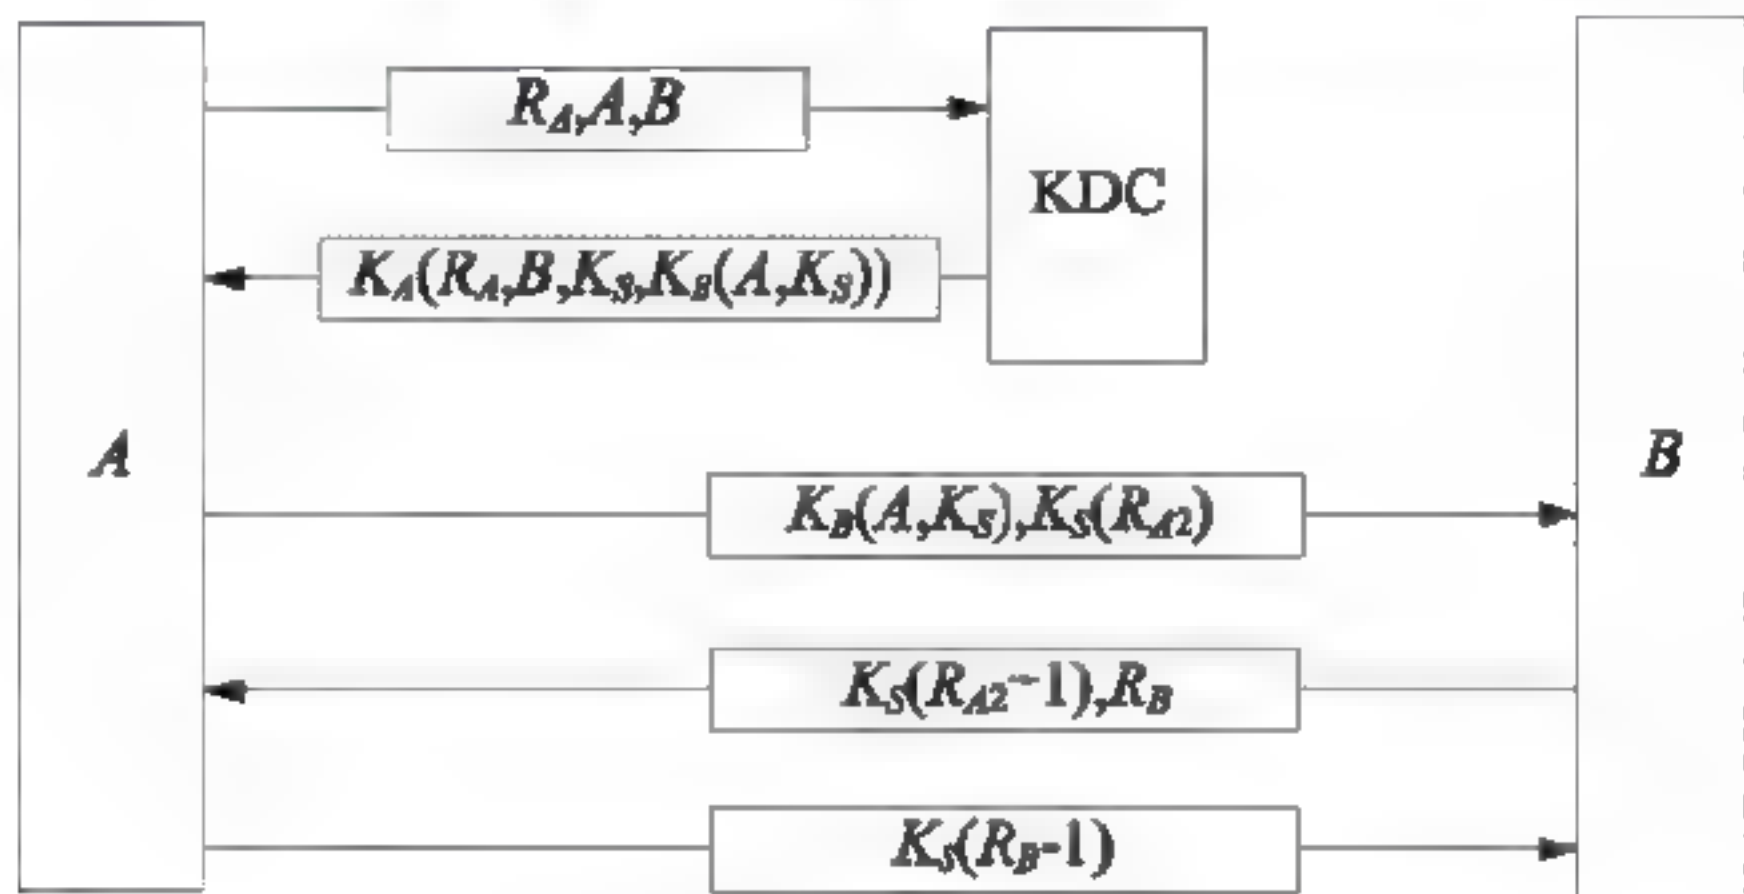 R_A,A,B
KDC
K_A(R_A,B,K_S,K_B(A,K_S))
A
B
K_B(A,K_S),K_S(R_A2)
K_S(R_A2-1),R_B
K_S(R_B-1)